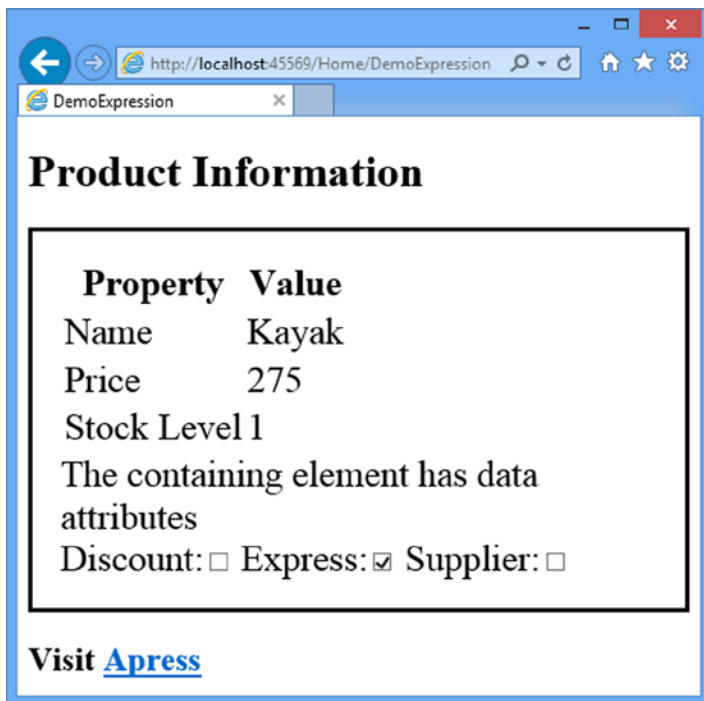 http://localhost:45569/Home/DemoExpression
DemoExpression
Product Information
Property Value
Name Kayak
Price 275
Stock Level 1
The containing element has data
attributes
Discount: Express: Supplier:
Visit Apress